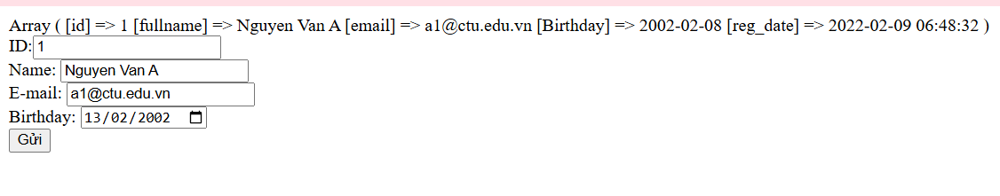 Array ( [id] => 1 [fullname] => Nguyen Van A [email] => a1@ctu.edu.vn [Birthday] => 2002-02-08 [reg_date] => 2022-02-09 06:48:32 )
ID: 1
Name: Nguyen Van A
E-mail: a1@ctu.edu.vn
Birthday: 13/02/2002
Gửi